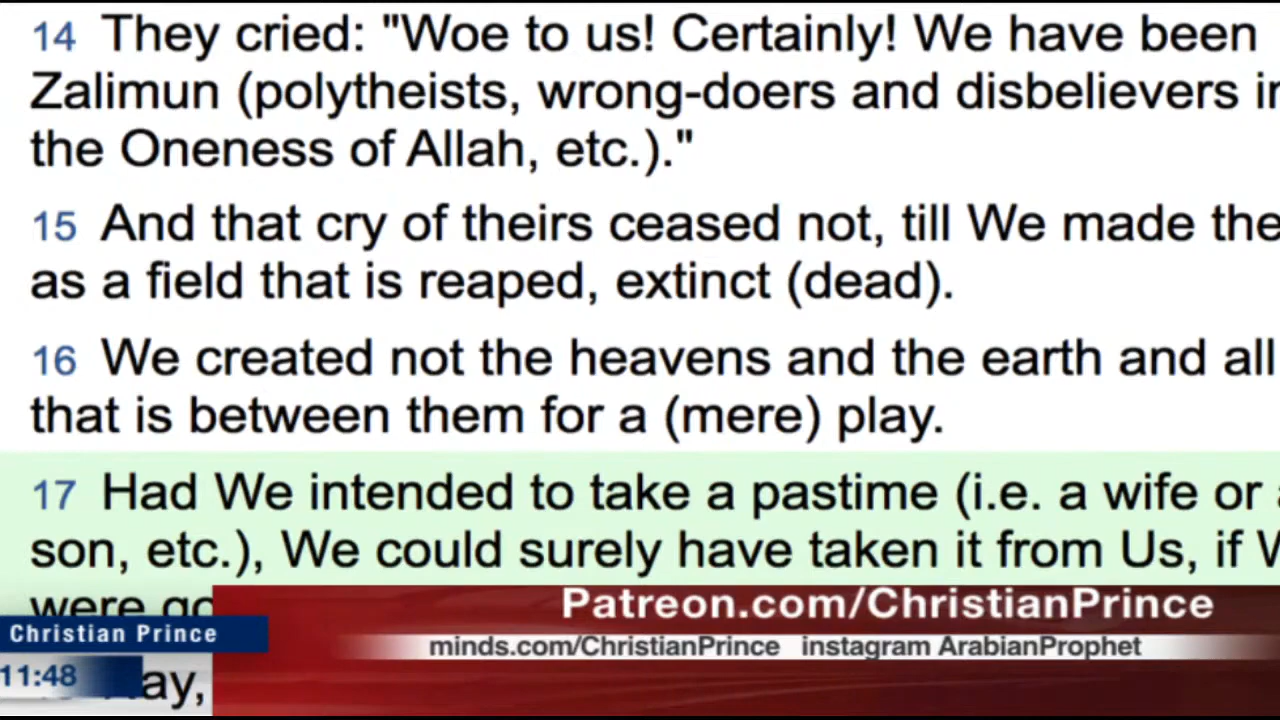 14 They cried: "Woe to us! Certainly! We have been
Zalimun (polytheists, wrong-doers and disbelievers in
the Oneness of Allah, etc.)."
15 And that cry of theirs ceased not, till We made the
as a field that is reaped, extinct (dead).
16 We created not the heavens and the earth and all
that is between them for a (mere) play.
17 Had We intended to take a pastime (i.e. a wife or a
son, etc.), We could surely have taken it from Us, if W
were go
Patreon.com/ChristianPrince
Christian Prince
minds.com/ChristianPrince instagram ArabianProphet
11:48
ay,